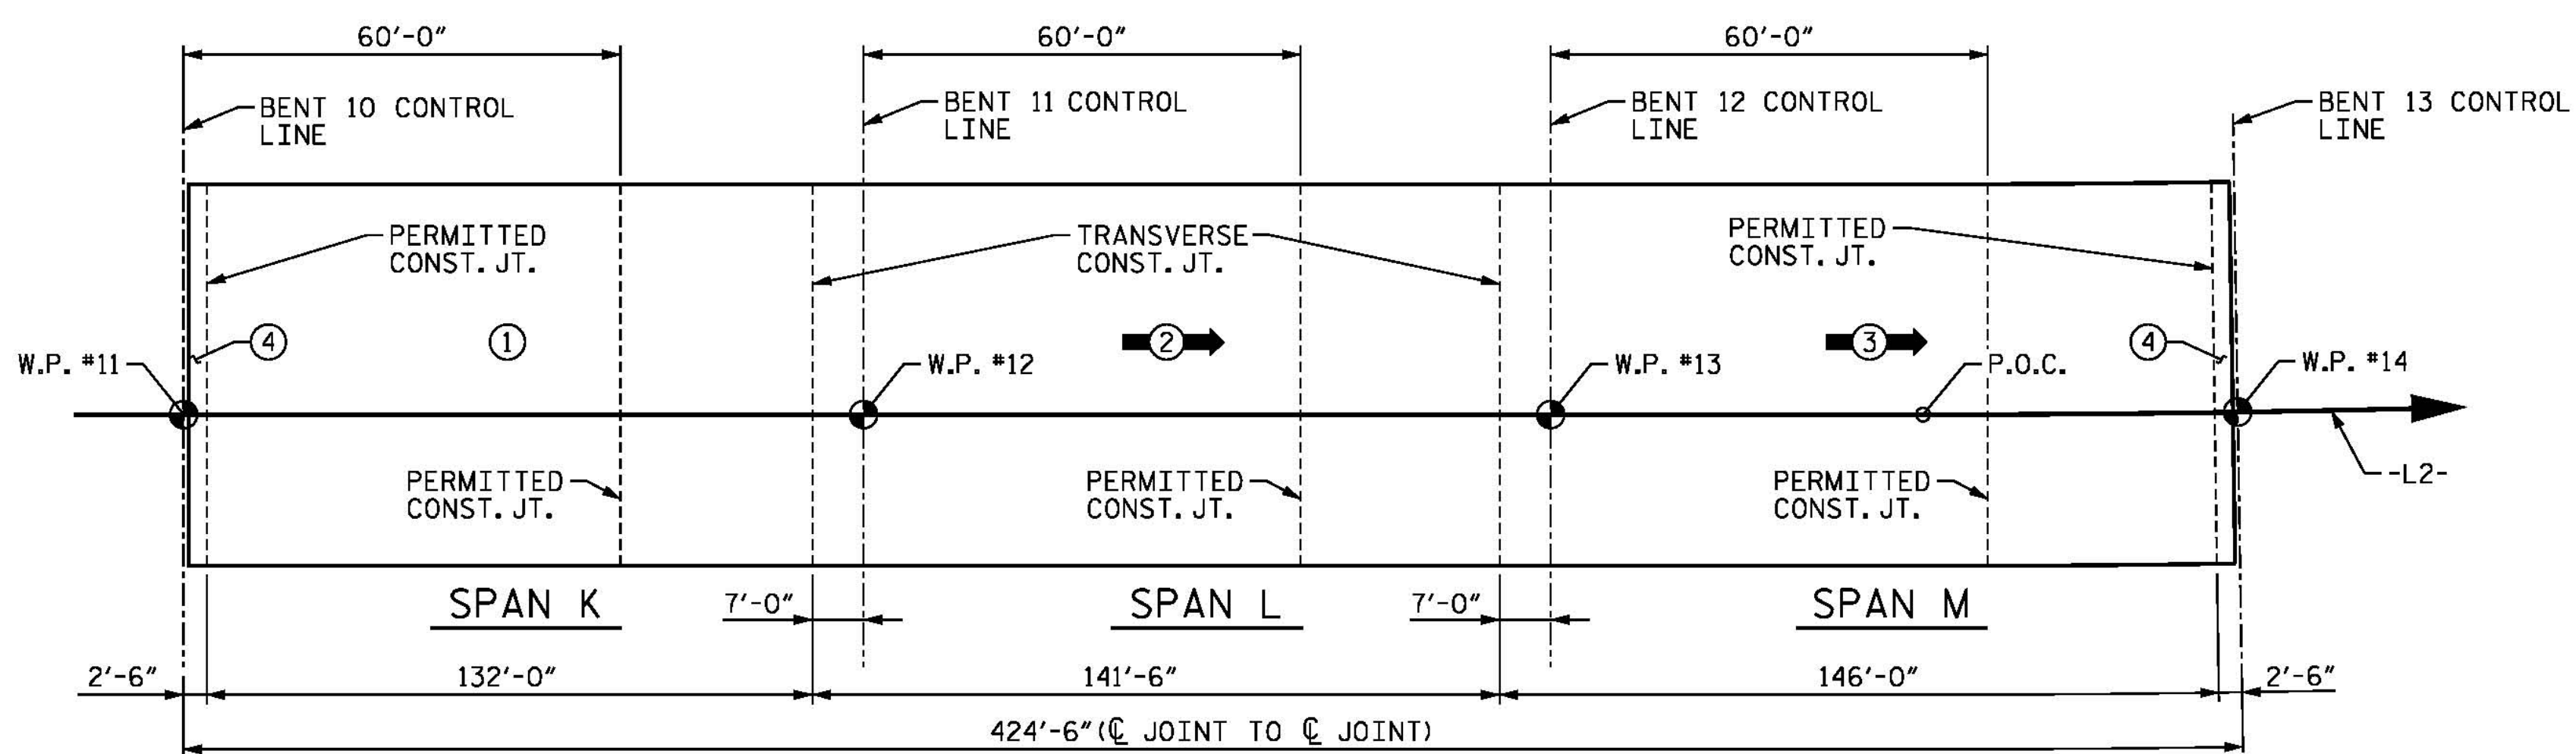 60'-0"
60'-0"
60'-0"
BENT 10 CONTROL
LINE
BENT 11 CONTROL
LINE
BENT 12 CONTROL
LINE
BENT 13 CONTROL
LINE
PERMITTED
CONST. JT.
TRANSVERSE
CONST. JT.
PERMITTED
CONST. JT.
4
1
2
3
4
W.P. #11
W.P. #12
W.P. #13
P.O.C.
W.P. #14
PERMITTED
CONST. JT.
PERMITTED
CONST. JT.
PERMITTED
CONST. JT.
-L2-
SPAN K
7'-0"
SPAN L
7'-0"
SPAN M
2'-6"
132'-0"
141'-6"
146'-0"
2'-6"
424'-6" (℄ JOINT TO ℄ JOINT)